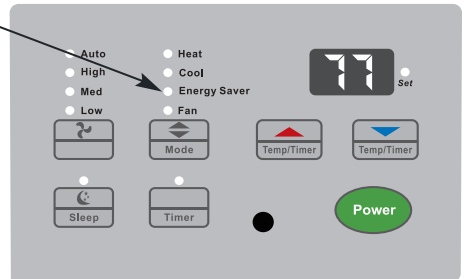 Auto
High
Med
Low
Heat
Cool
Energy Saver
Fan
77
Set
Mode
Temp/Timer
Temp/Timer
Sleep
Timer
Power